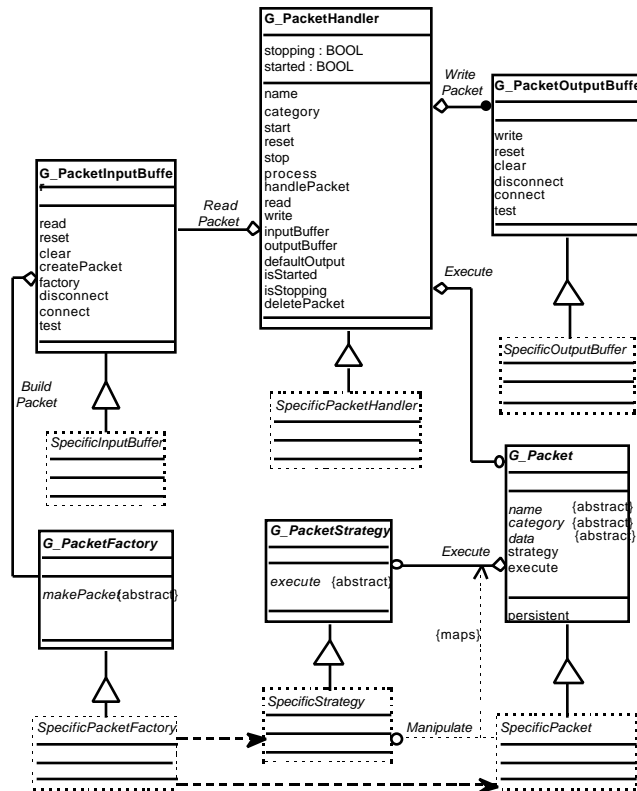 G_PacketHandler
stopping : BOOL
started : BOOL
name
category
start
reset
stop
process
handlePacket
read
write
inputBuffer
outputBuffer
defaultOutput
isStarted
isStopping
deletePacket
Write
Packet
G_PacketOutputBuffe
write
reset
clear
disconnect
connect
test
G_PacketInputBuffe
r
read
reset
clear
createPacket
factory
disconnect
connect
test
Read
Packet
Execute
SpecificOutputBuffer
Build
Packet
SpecificPacketHandler
SpecificInputBuffer
G_Packet
name {abstract}
category {abstract}
data {abstract}
strategy
execute
persistent
G_PacketFactory
makePacket{abstract}
G_PacketStrategy
execute {abstract}
Execute
{maps}
SpecificPacketFactory
SpecificStrategy
Manipulate
SpecificPacket